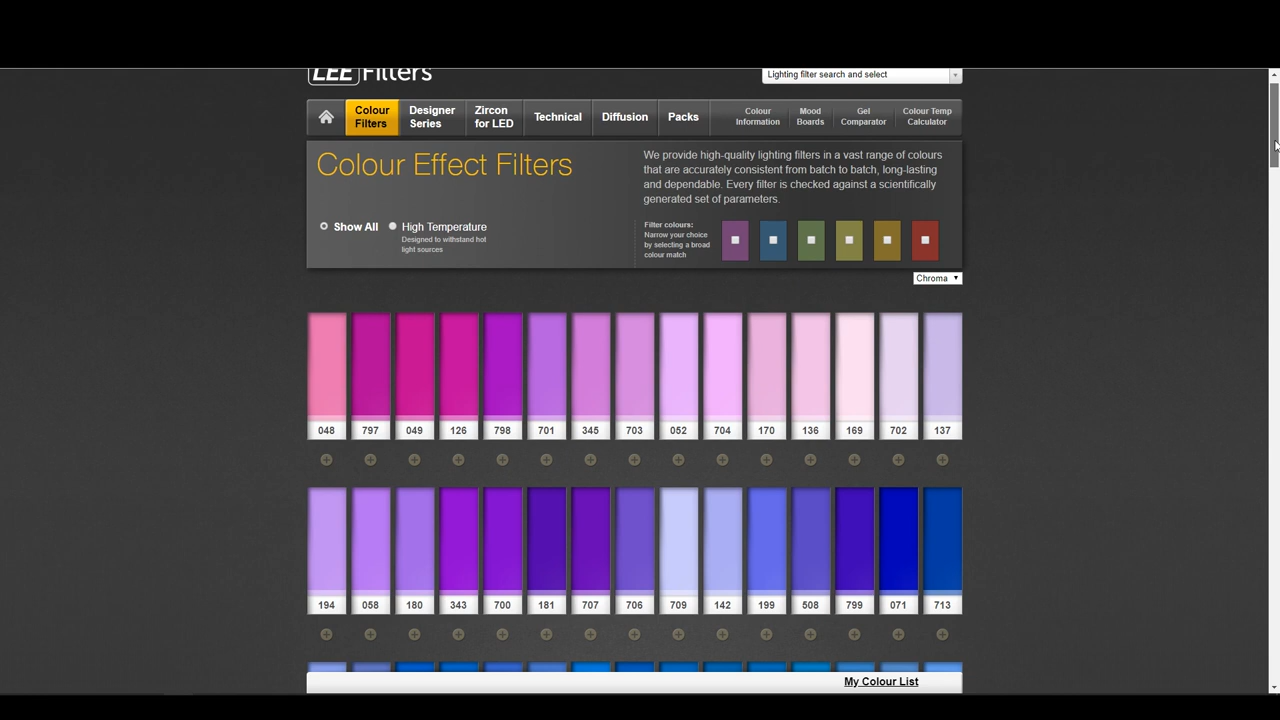 LEE Filters
Lighting filter search and select
Colour Filters
Designer Series
Zircon for LED
Technical
Diffusion
Packs
Colour Information
Mood Boards
Gel Comparator
Colour Temp Calculator
Colour Effect Filters
We provide high-quality lighting filters in a vast range of colours
that are accurately consistent from batch to batch, long-lasting
and dependable. Every filter is checked against a scientifically
generated set of parameters.
Show All
High Temperature
Designed to withstand hot
light sources
Filter colours:
Narrow your choice
by selecting a broad
colour match
Chroma
048 797 049 126 798 701 345 703 052 704 170 136 169 702 137
194 058 180 343 700 181 707 706 709 142 199 508 799 071 713
My Colour List